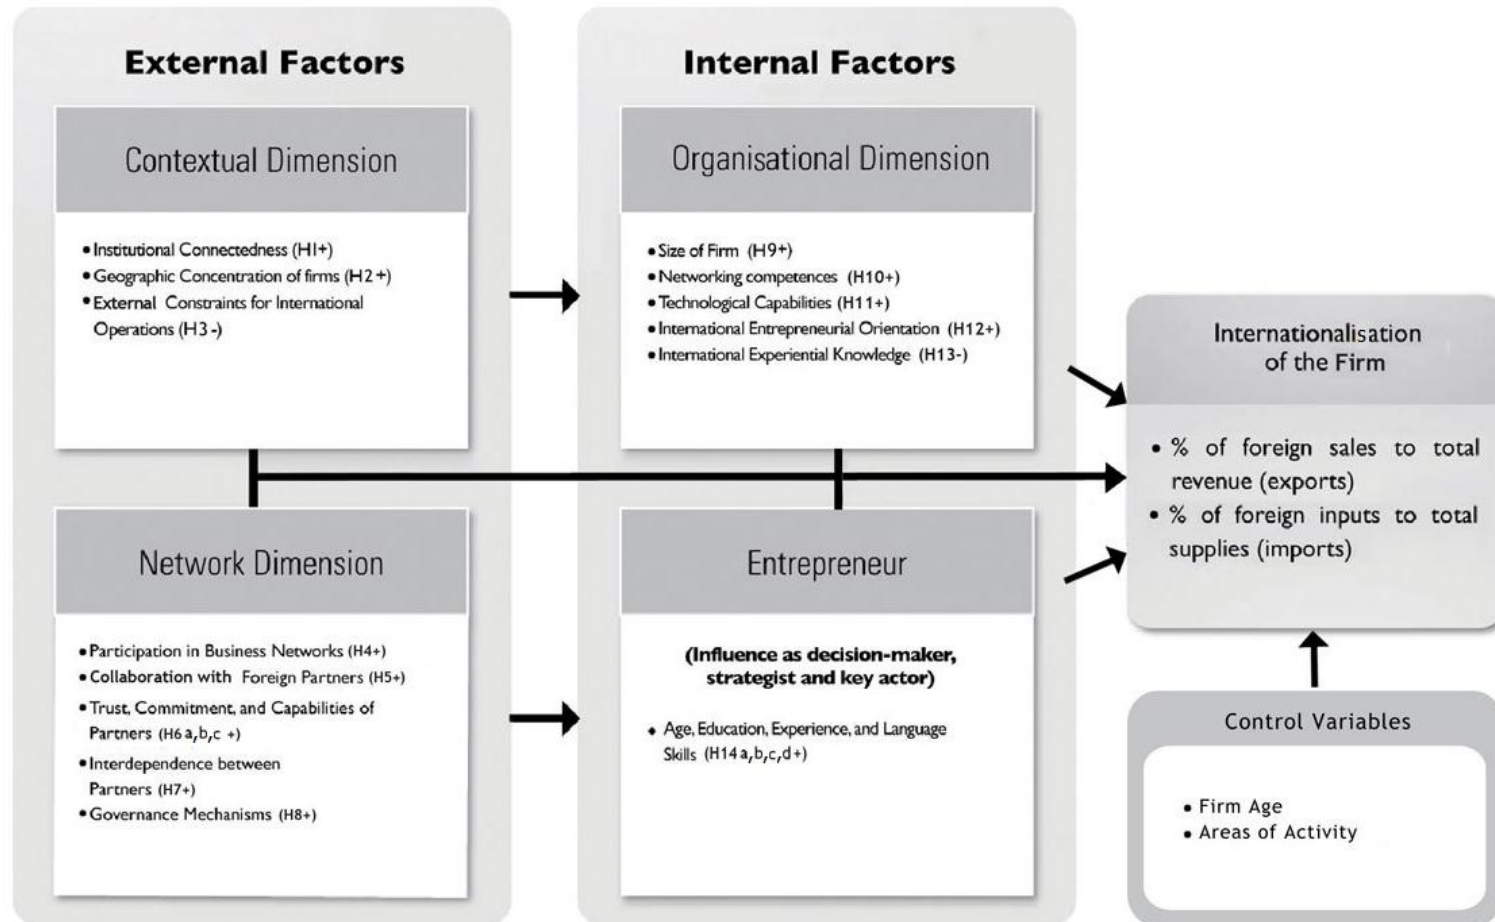 External Factors
Contextual Dimension
• Institutional Connectedness (H1+)
• Geographic Concentration of firms (H2+)
• External Constraints for International
Operations (H3-)
Network Dimension
• Participation in Business Networks (H4+)
• Collaboration with Foreign Partners (H5+)
• Trust, Commitment, and Capabilities of
Partners (H6 a,b,c +)
• Interdependence between
Partners (H7+)
• Governance Mechanisms (H8+)
Internal Factors
Organisational Dimension
• Size of Firm (H9+)
• Networking competences (H10+)
• Technological Capabilities (H11+)
• International Entrepreneurial Orientation (H12+)
• International Experiential Knowledge (H13-)
Entrepreneur
(Influence as decision-maker,
strategist and key actor)
• Age, Education, Experience, and Language
Skills (H14 a,b,c,d+)
Internationalisation
of the Firm
• % of foreign sales to total
revenue (exports)
• % of foreign inputs to total
supplies (imports)
Control Variables
• Firm Age
• Areas of Activity